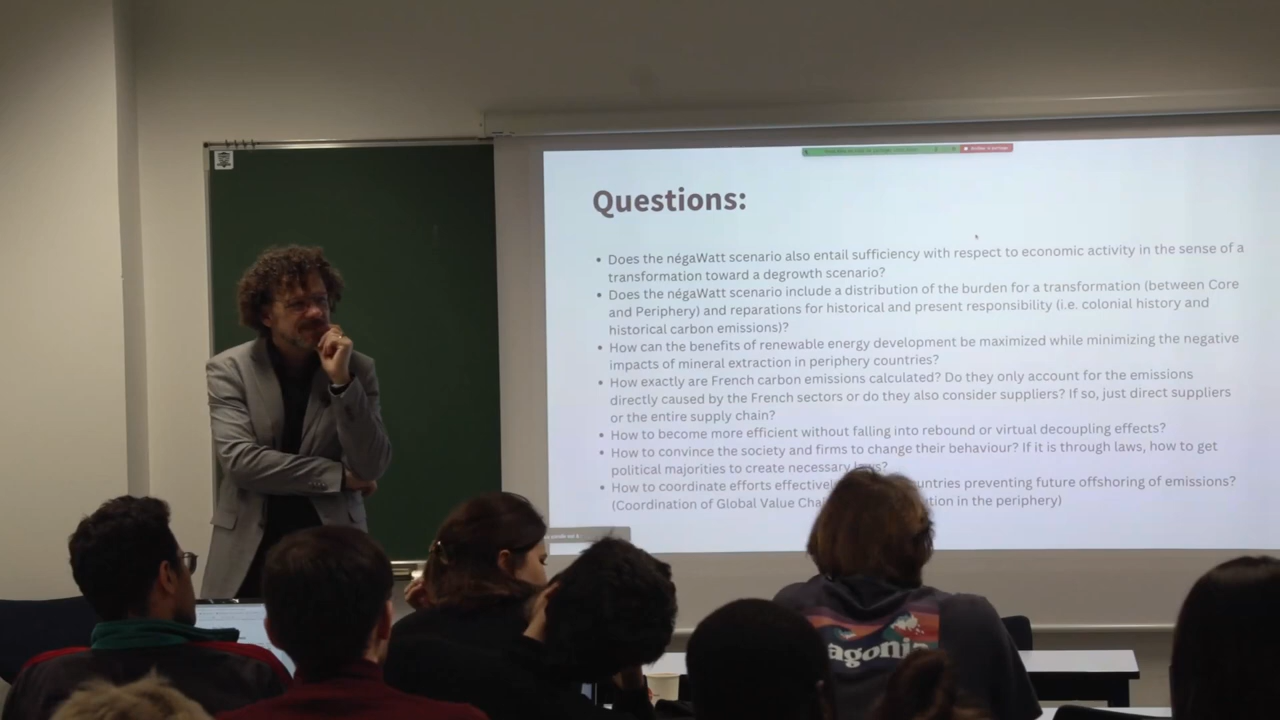 Questions:
• Does the négaWatt scenario also entail sufficiency with respect to economic activity in the sense of a
transformation toward a degrowth scenario?
• Does the négaWatt scenario include a distribution of the burden for a transformation (between Core
and Periphery) and reparations for historical and present responsibility (i.e. colonial history and
historical carbon emissions)?
• How can the benefits of renewable energy development be maximized while minimizing the negative
impacts of mineral extraction in periphery countries?
• How exactly are French carbon emissions calculated? Do they only account for the emissions
directly caused by the French sectors or do they also consider suppliers? If so, just direct suppliers
or the entire supply chain?
• How to become more efficient without falling into rebound or virtual decoupling effects?
• How to convince the society and firms to change their behaviour? If it is through laws, how to get
political majorities to create necessary laws?
• How to coordinate efforts effectivel untries preventing future offshoring of emissions?
(Coordination of Global Value Chai ution in the periphery)
agonia